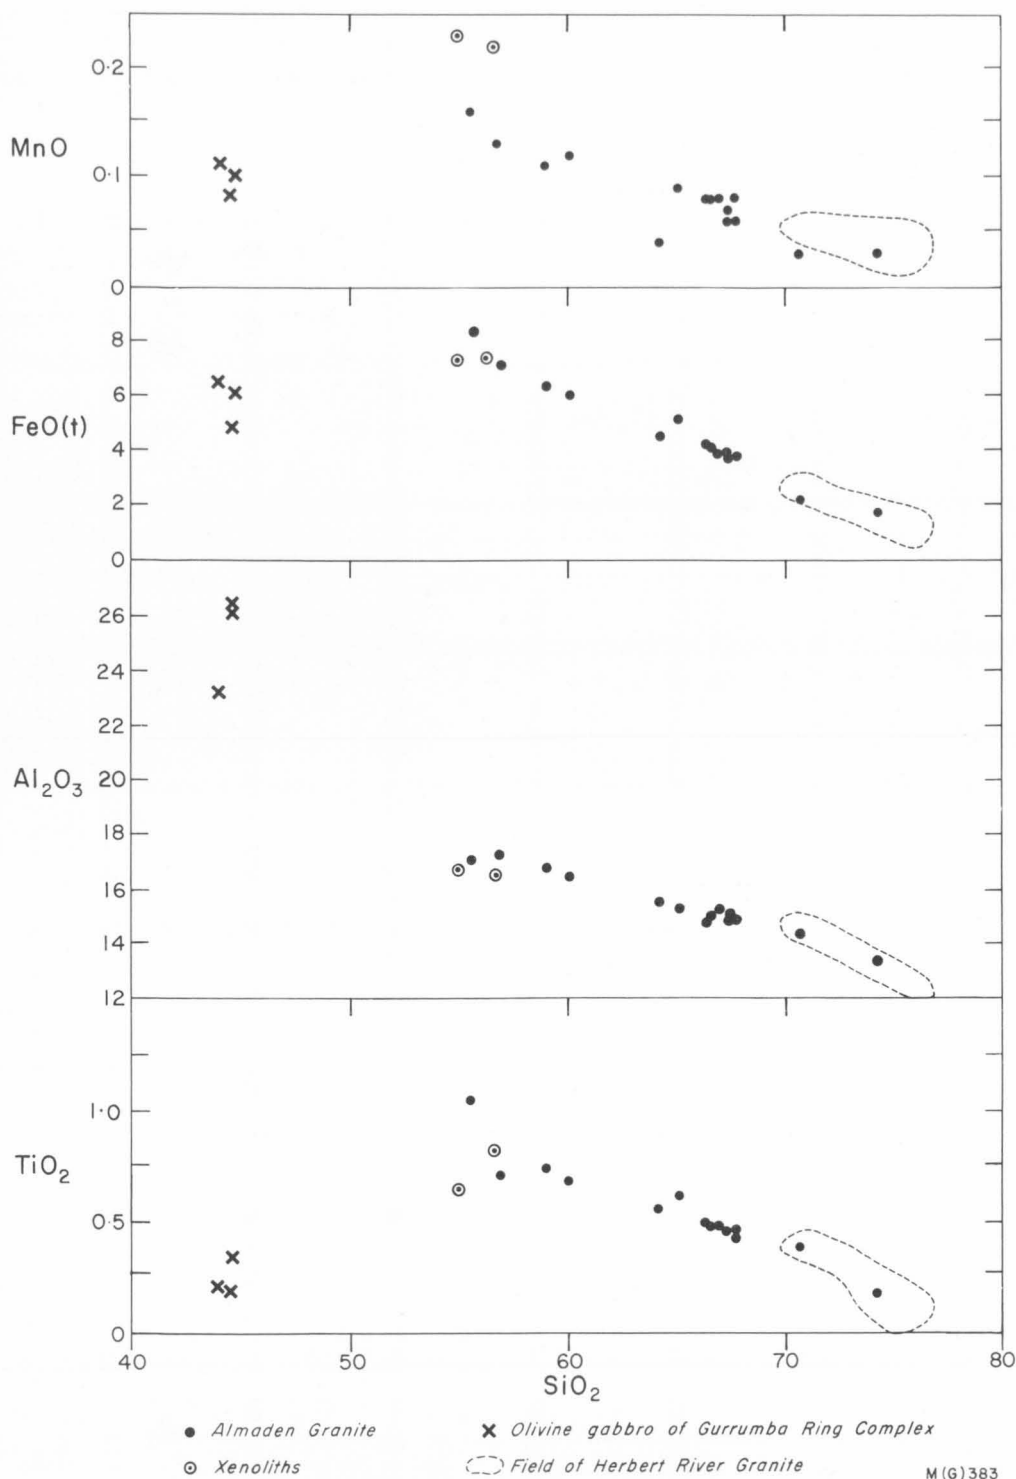 MnO
0·2
0·1
0
FeO(t)
8
6
4
2
0
Al₂O₃
26
24
22
20
18
16
14
12
TiO₂
1·0
0·5
0
40 50 60 70 80
SiO₂
Almaden Granite
Olivine gabbro of Gurrumba Ring Complex
Xenoliths
Field of Herbert River Granite
M(G)383